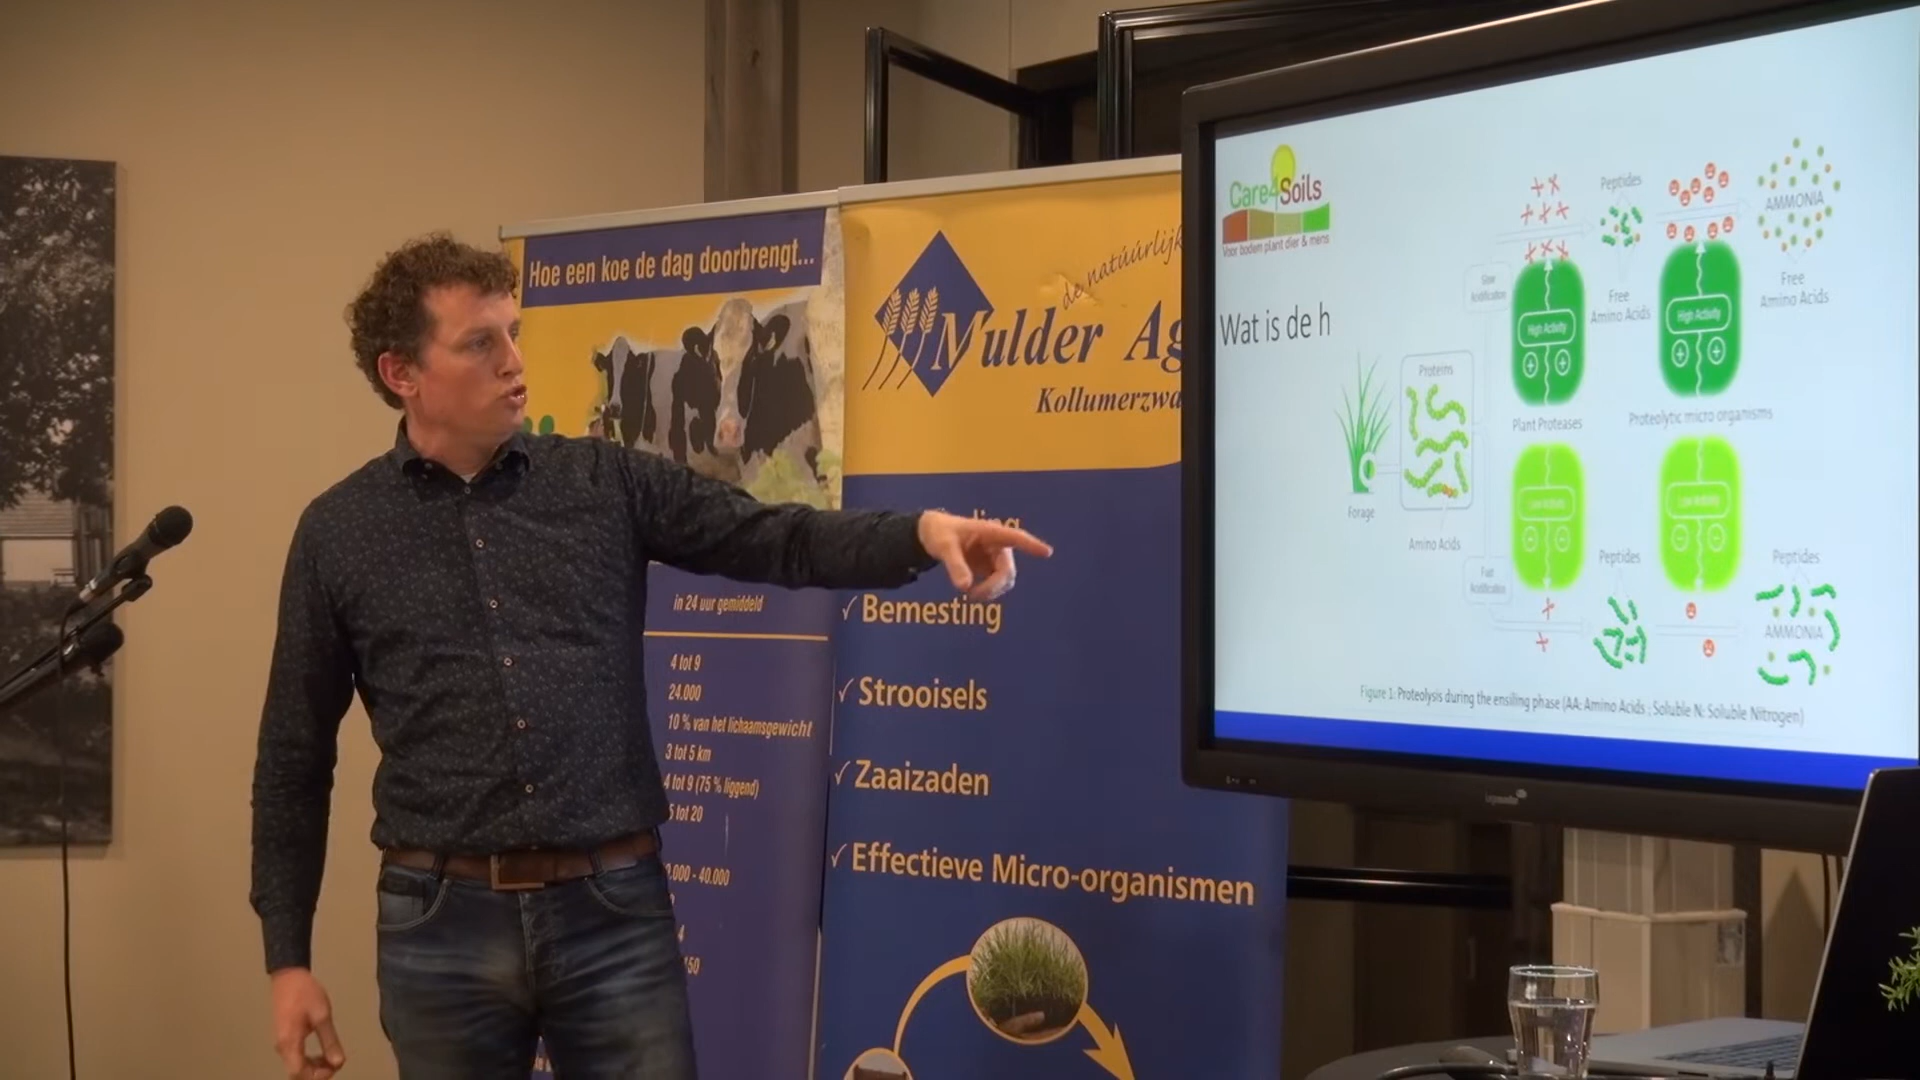 Hoe een koe de dag doorbrengt...
in 24 uur gemiddeld
4 tot 9
24.000
10 % van het lichaamsgewicht
3 tot 5 km
4 tot 9 (75 % liggend)
5 tot 20
de natúúrlijk
Mulder Ag
Kollumerzwa
✓ Bemesting
✓ Strooisels
✓ Zaaizaden
✓ Effectieve Micro-organismen
Care4Soils
Voor bodem plant dier & mens
Wat is de h
Forage
Proteins
Amino Acids
Slow
Acidification
Fast
Acidification
High Activity
Plant Proteases
Low Activity
Peptides
Free
Amino Acids
Peptides
High Activity
Proteolytic micro organisms
Low Activity
AMMONIA
Free
Amino Acids
Peptides
AMMONIA
Figure 1: Proteolysis during the ensiling phase (AA: Amino Acids ; Soluble N: Soluble Nitrogen)